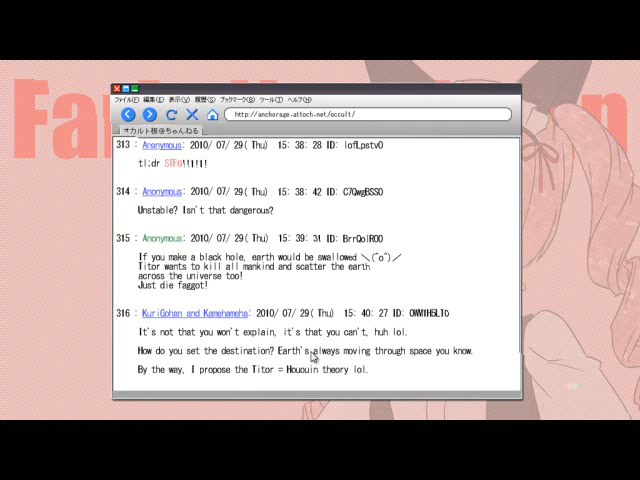 ファイル(F) 編集(E) 表示(V) 履歴(S) ブックマーク(B) ツール(T) ヘルプ(H)
http://anchorage.attoch.net/occult/
オカルト板@ちゃんねる
313 : Anonymous: 2010/ 07/ 29( Thu) 15: 38: 28 ID: lofLpstv0
tl;dr STFU!!1!1!
314 : Anonymous: 2010/ 07/ 29( Thu) 15: 38: 42 ID: C7QwgBSS0
Unstable? Isn't that dangerous?
315 : Anonymous: 2010/ 07/ 29( Thu) 15: 39: 31 ID: BrrQolR00
If you make a black hole, earth would be swallowed ＼(^o^)／
Titor wants to kill all mankind and scatter the earth
across the universe too!
Just die faggot!
316 : KuriGohan and Kamehameha: 2010/ 07/ 29( Thu) 15: 40: 27 ID: OWM1H5LT0
It's not that you won't explain, it's that you can't, huh lol.
How do you set the destination? Earth's always moving through space you know.
By the way, I propose the Titor = Hououin theory lol.